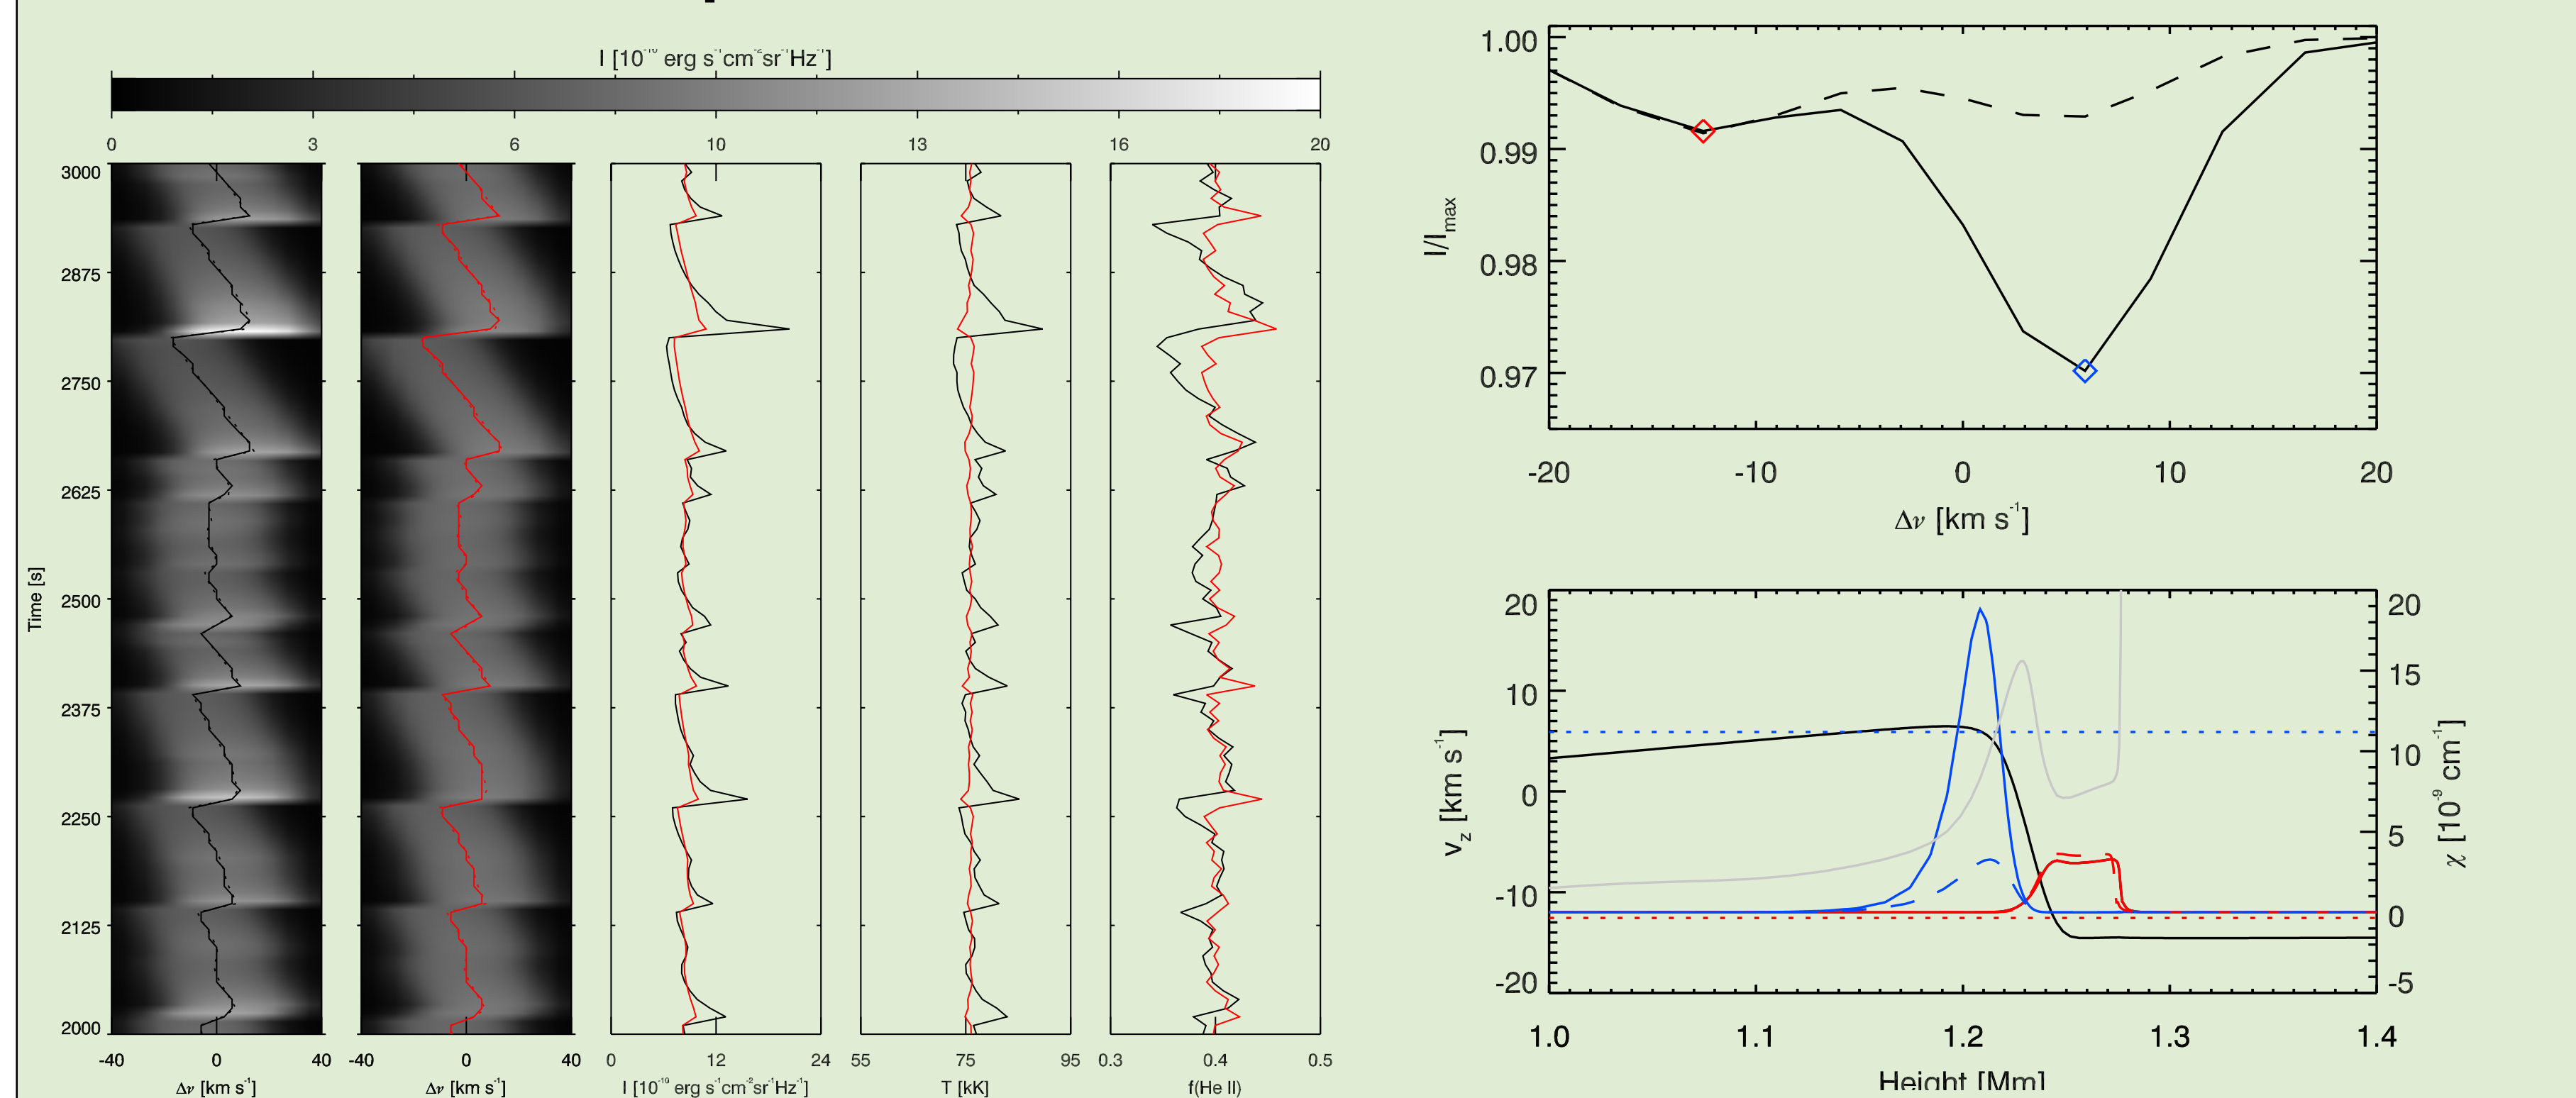 I [10⁻¹⁰ erg s⁻¹cm⁻²sr⁻¹Hz⁻¹]
0 3 6 10 13 16 20
3000
2875
2750
2625
2500
2375
2250
2125
2000
Time [s]
-40 0 40
Δν [km s⁻¹]
-40 0 40
Δν [km s⁻¹]
0 12 24
I [10⁻¹⁰ erg s⁻¹cm⁻²sr⁻¹Hz⁻¹]
55 75 95
T [kK]
0.3 0.4 0.5
f(He II)
1.00
0.99
0.98
0.97
I/Imax
-20 -10 0 10 20
Δν [km s⁻¹]
20
10
0
-10
-20
vz [km s⁻¹]
20
15
10
5
0
-5
χ [10⁻⁹ cm⁻¹]
1.0 1.1 1.2 1.3 1.4
Height [Mm]